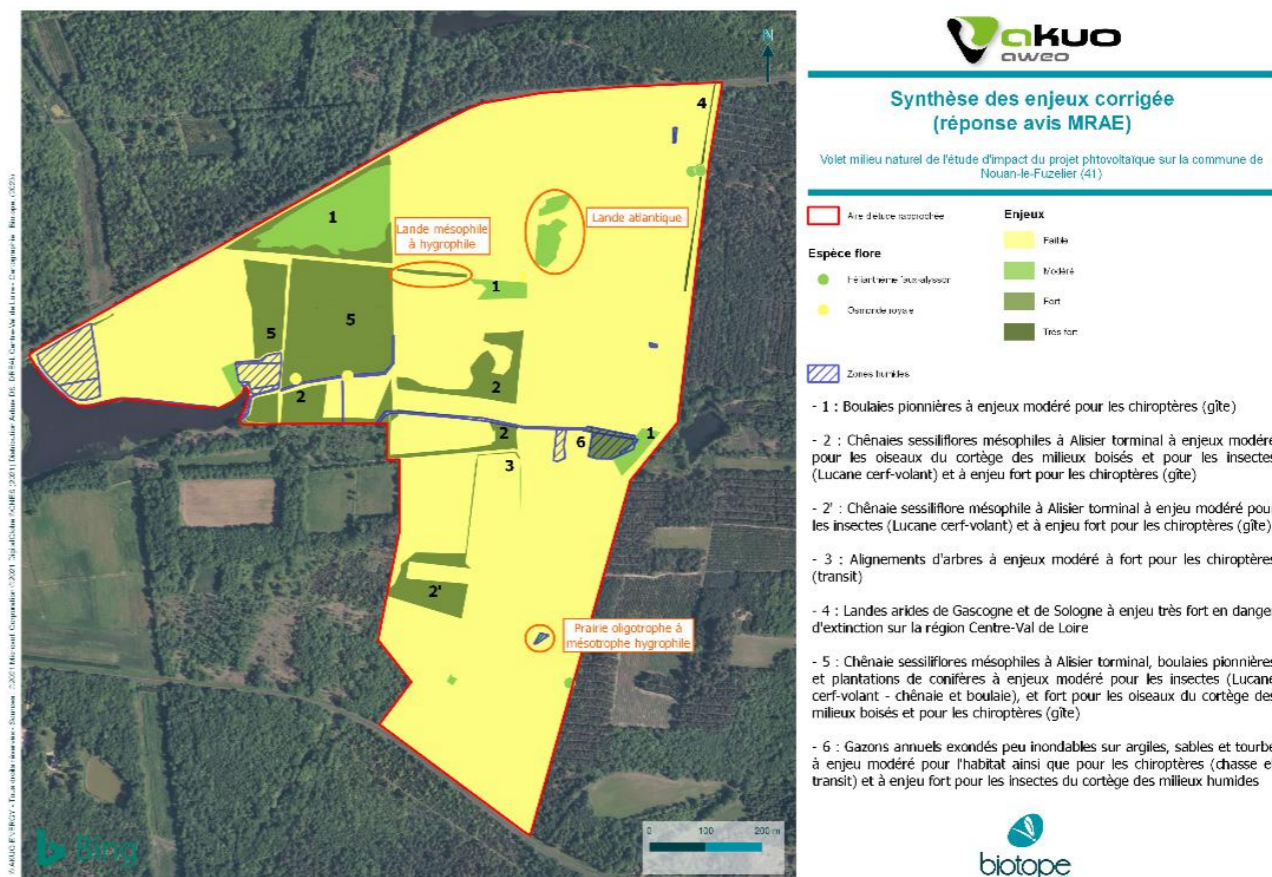 akuo
aweo
Synthèse des enjeux corrigée
(réponse avis MRAE)
Volet milieu naturel de l'étude d'impact du projet phtovoltaïque sur la commune de
Nouan-le-Fuzelier (41)
Aire d'étude rapprochée
Espèce flore
Hélianthème faux-alysson
Osmonde royale
Zones humides
Enjeux
Faible
Modéré
Fort
Très fort
- 1 : Boulaies pionnières à enjeux modéré pour les chiroptères (gîte)
- 2 : Chênaies sessiliflores mésophiles à Alisier torminal à enjeux modéré
pour les oiseaux du cortège des milieux boisés et pour les insectes
(Lucane cerf-volant) et à enjeu fort pour les chiroptères (gîte)
- 2' : Chênaie sessiliflore mésophile à Alisier torminal à enjeu modéré pour
les insectes (Lucane cerf-volant) et à enjeu fort pour les chiroptères (gîte)
- 3 : Alignements d'arbres à enjeux modéré à fort pour les chiroptères
(transit)
- 4 : Landes arides de Gascogne et de Sologne à enjeu très fort en danger
d'extinction sur la région Centre-Val de Loire
- 5 : Chênaie sessiliflores mésophiles à Alisier torminal, boulaies pionnières
et plantations de conifères à enjeux modéré pour les insectes (Lucane
cerf-volant - chênaie et boulaie), et fort pour les oiseaux du cortège des
milieux boisés et pour les chiroptères (gîte)
- 6 : Gazons annuels exondés peu inondables sur argiles, sables et tourbe
à enjeu modéré pour l'habitat ainsi que pour les chiroptères (chasse et
transit) et à enjeu fort pour les insectes du cortège des milieux humides
biotope
N
4
1
Lande mésophile
à hygrophile
Lande atlantique
1
5
5
2
2
2
6
1
3
2'
Prairie oligotrophe à
mésotrophe hygrophile
0 100 200 m
Bing